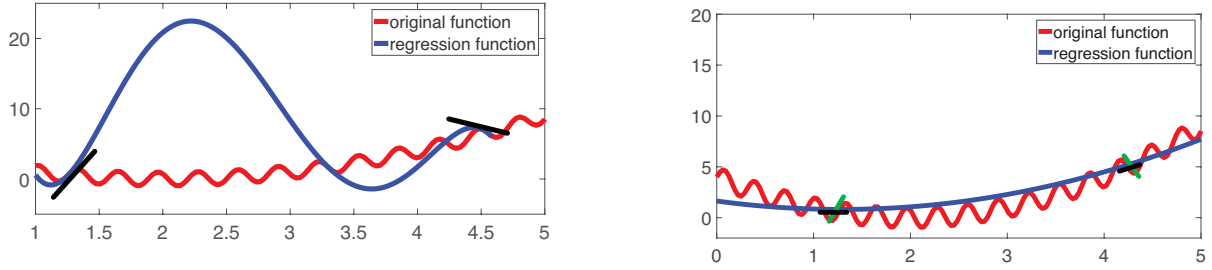 original function
regression function
20
10
0
1 1.5 2 2.5 3 3.5 4 4.5 5
original function
regression function
20
15
10
5
0
0 1 2 3 4 5